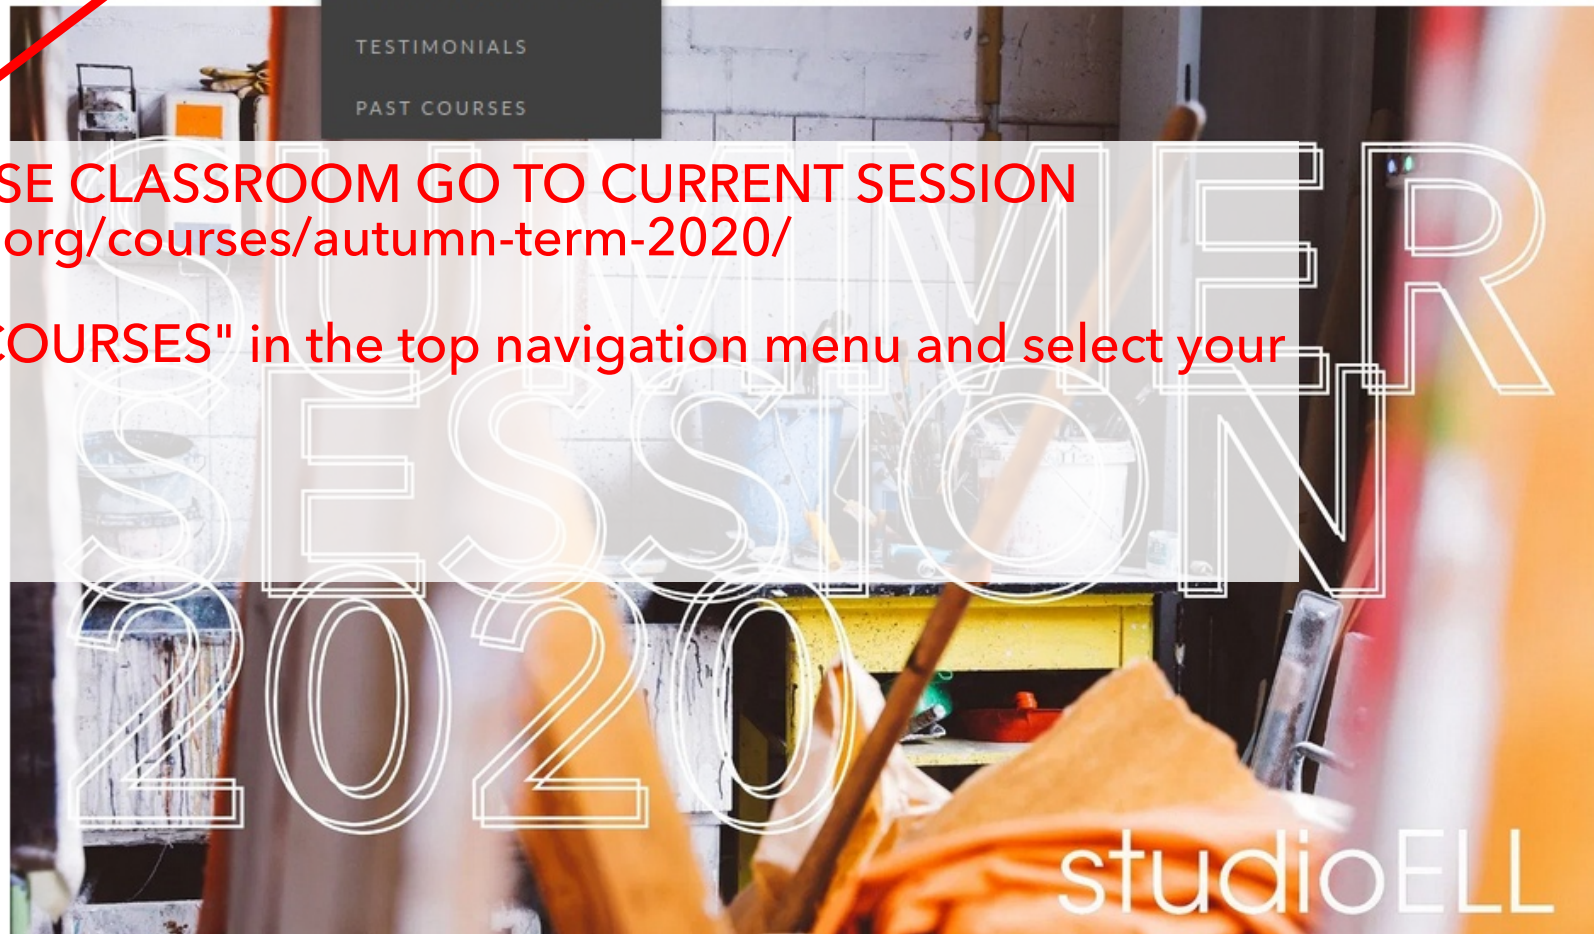 TESTIMONIALS
PAST COURSES
SE CLASSROOM GO TO CURRENT SESSION
org/courses/autumn-term-2020/
COURSES" in the top navigation menu and select your
SUMMER
SESSION
2020
studioELL